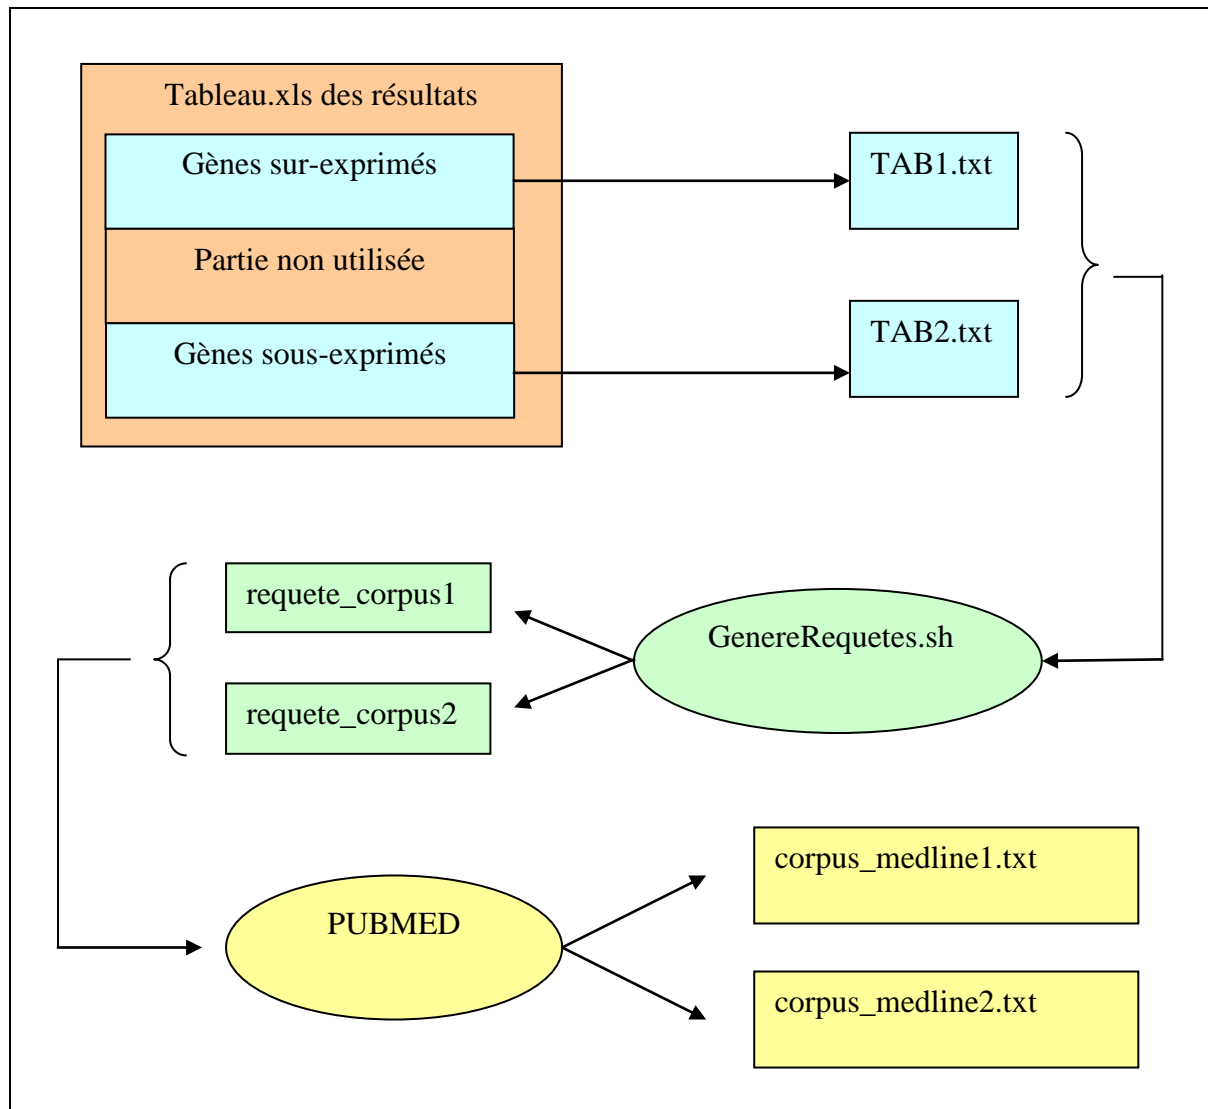 Tableau.xls des résultats
Gènes sur-exprimés
TAB1.txt
Partie non utilisée
Gènes sous-exprimés
TAB2.txt
requete_corpus1
GenereRequetes.sh
requete_corpus2
corpus_medline1.txt
PUBMED
corpus_medline2.txt